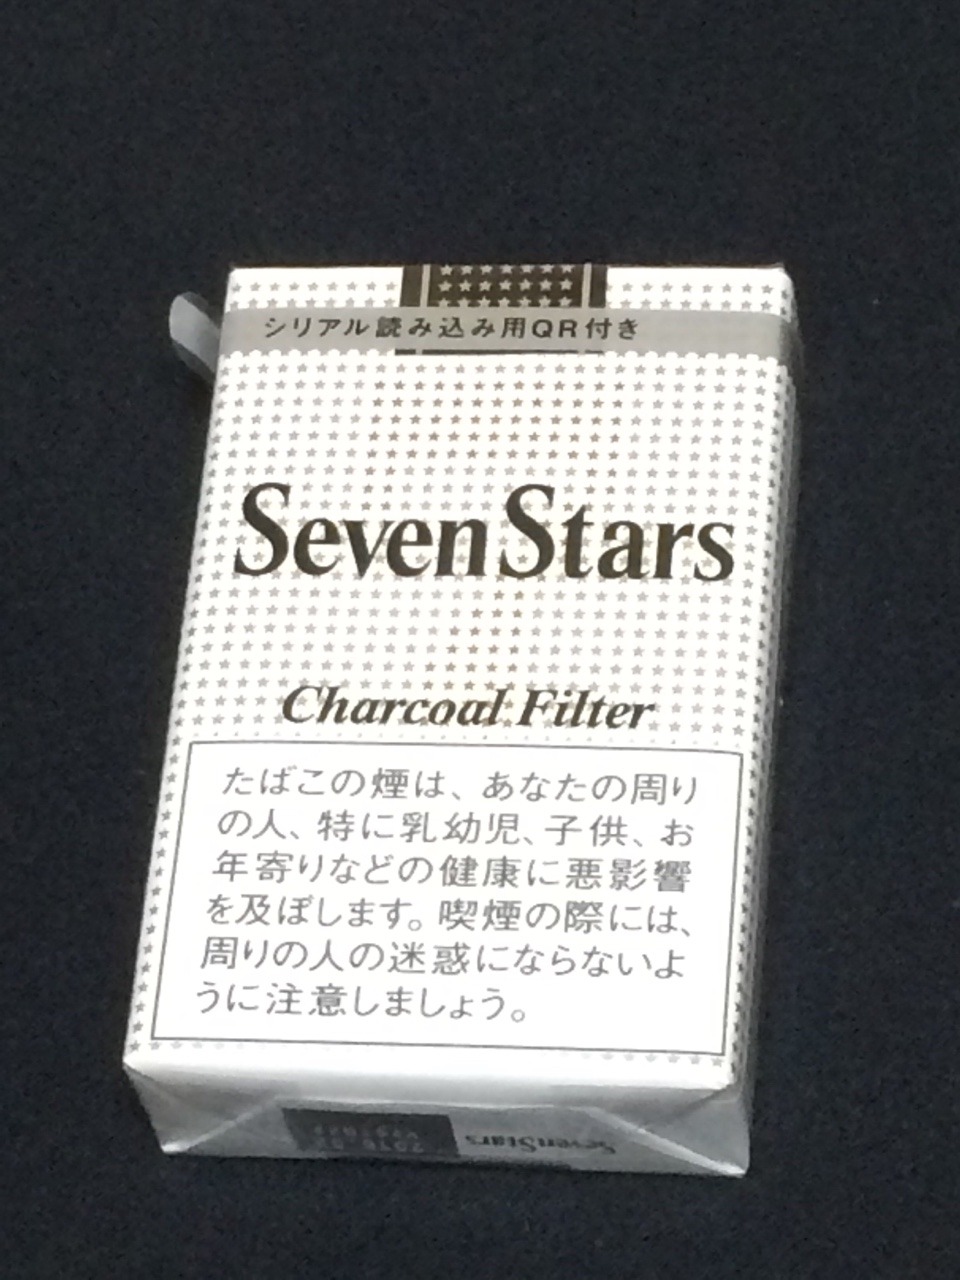 シリアル読み込み用QR付き
SevenStars
Charcoal Filter
たばこの煙は、あなたの周り
の人、特に乳幼児、子供、お
年寄りなどの健康に悪影響
を及ぼします。喫煙の際には、
周りの人の迷惑にならないよ
うに注意しましょう。
SevenStars